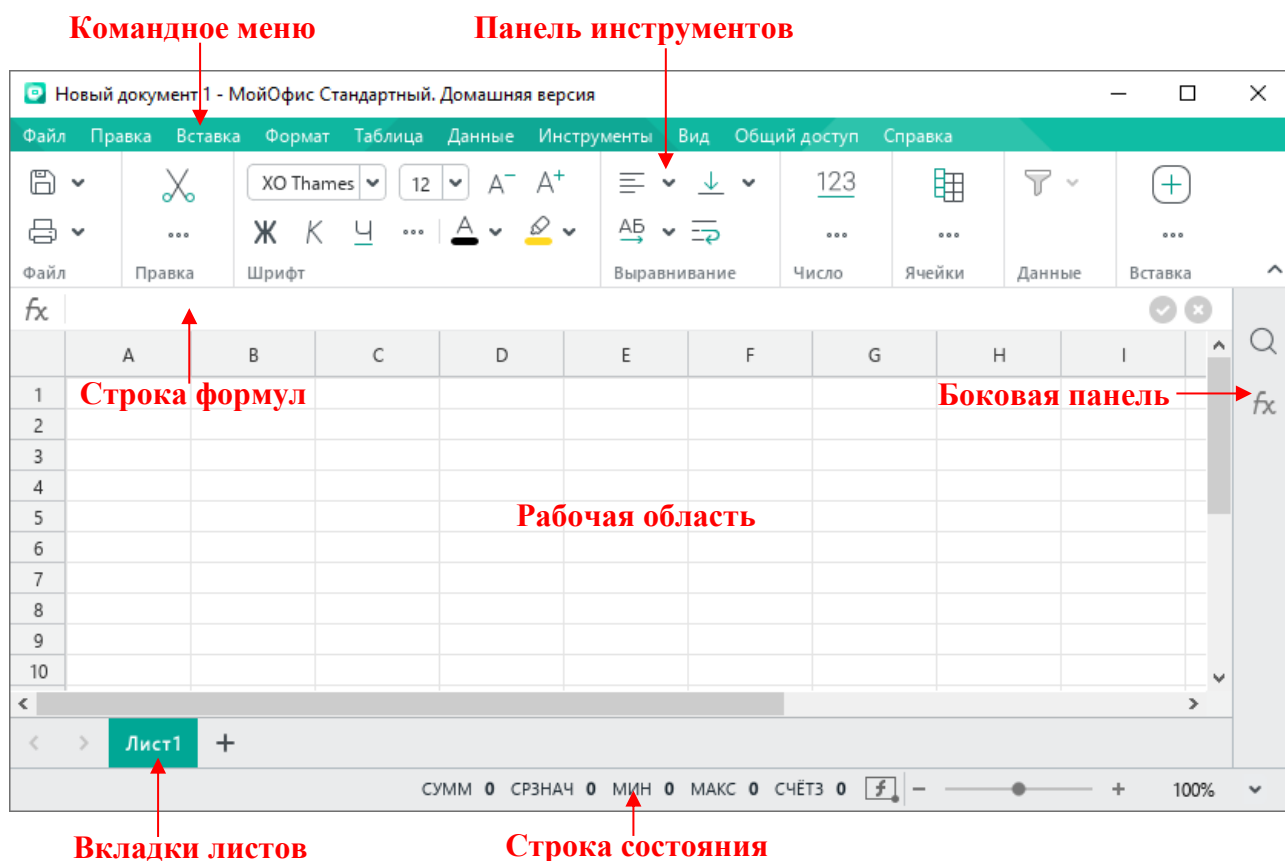 Командное меню Панель инструментов
Новый документ 1 - МойОфис Стандартный. Домашняя версия
Файл Правка Вставка Формат Таблица Данные Инструменты Вид Общий доступ Справка
XO Thames 12 A− A+ 123
Ж К Ч A АБ
Файл Правка Шрифт Выравнивание Число Ячейки Данные Вставка
fx
A B C D E F G H I
1 Строка формул Боковая панель fx
2
3
4
5 Рабочая область
6
7
8
9
10
Лист1 +
СУММ 0 СРЗНАЧ 0 МИН 0 МАКС 0 СЧЁТЗ 0 f − + 100%
Вкладки листов Строка состояния